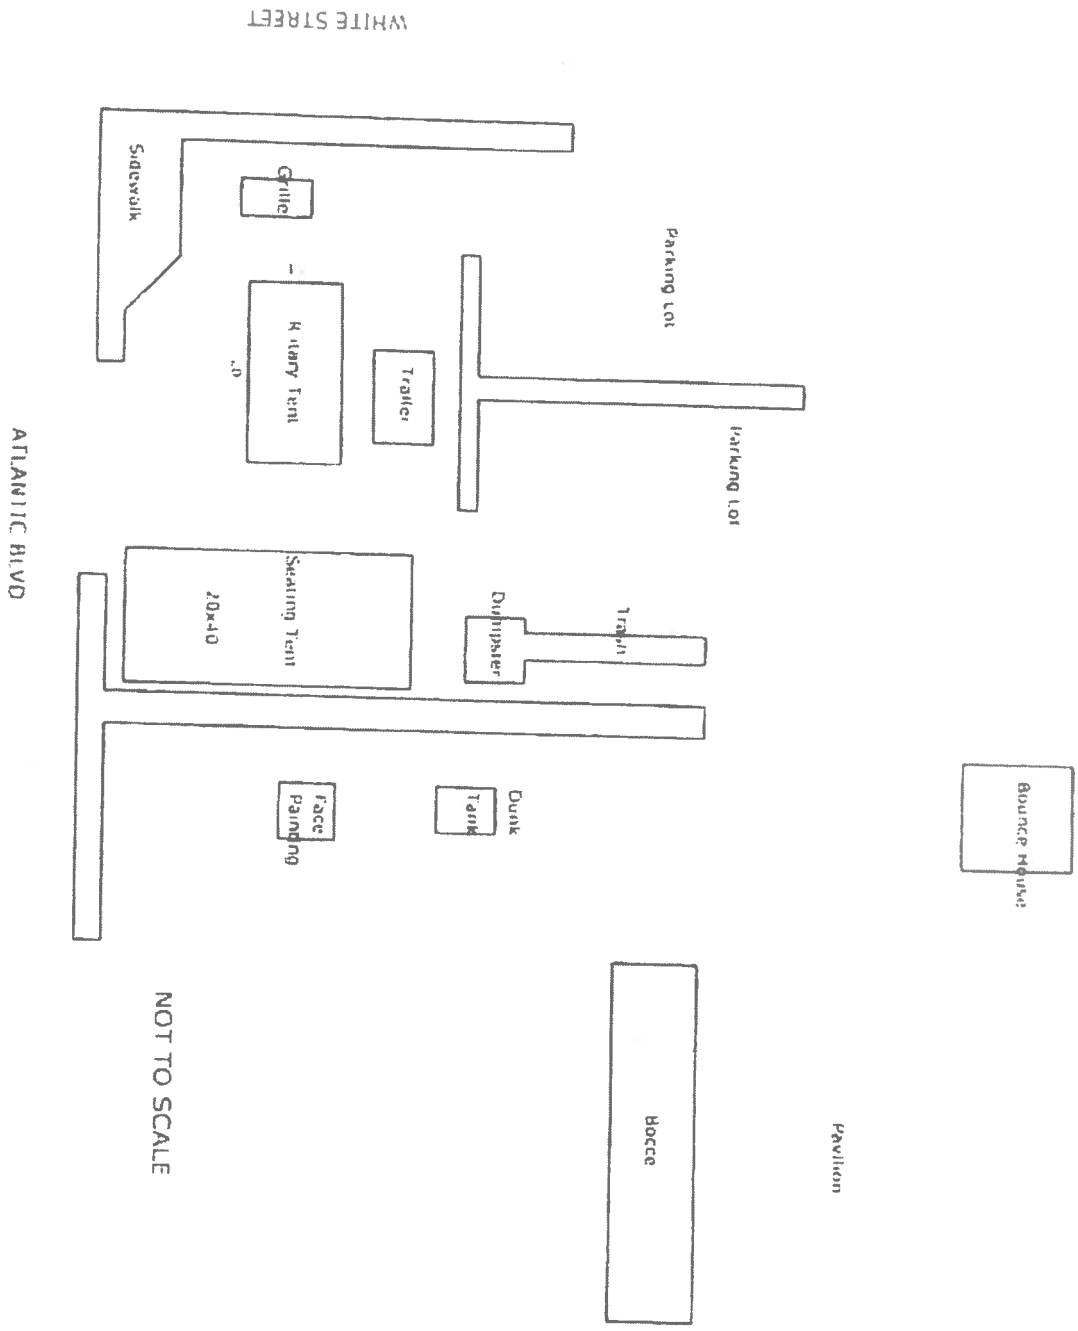 WHITE STREET
Sidewalk
Grille
Parking Lot
Tent
Trailer
Parking Lot
ATLANTIC BLVD
Seating Tent
20x40
Dumpster
Trash
Face
Painting
Dunk
Tank
Bounce House
NOT TO SCALE
Bocce
Pavilion